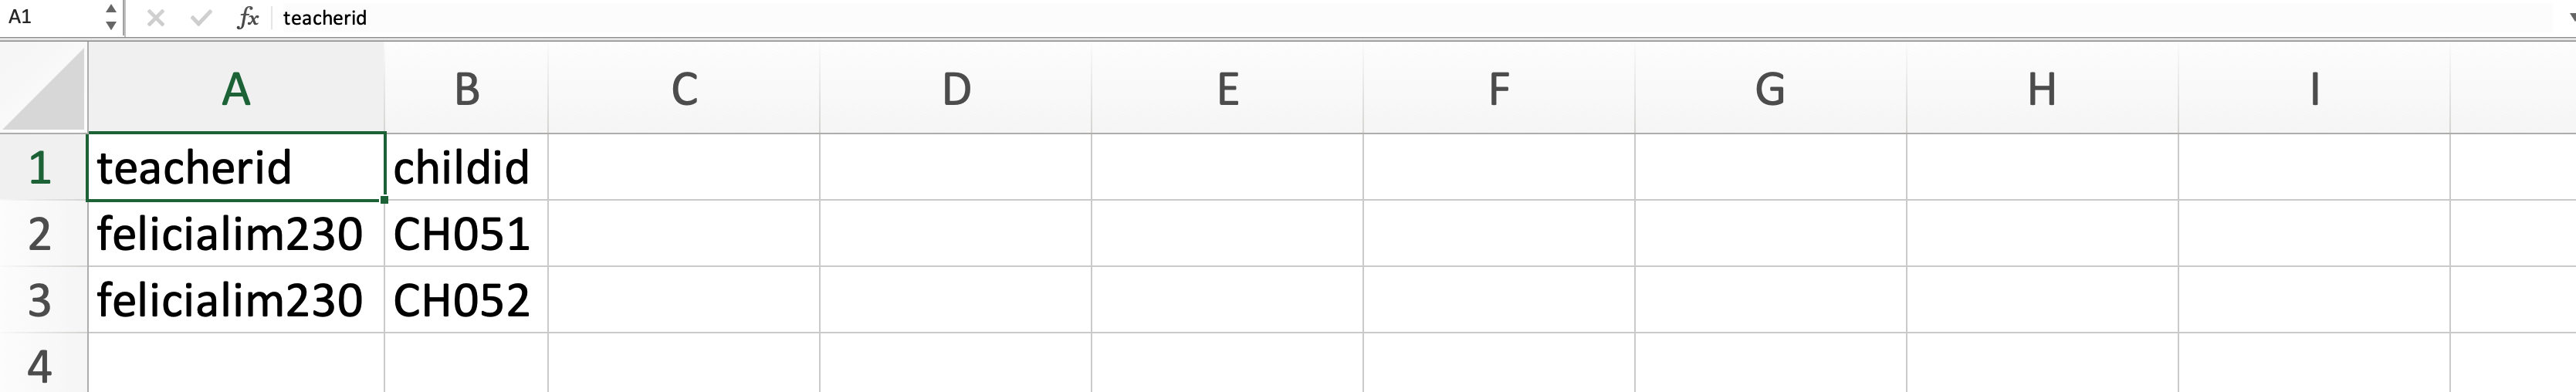 A1 fx teacherid
A B C D E F G H I
1 teacherid childid
2 felicialim230 CH051
3 felicialim230 CH052
4